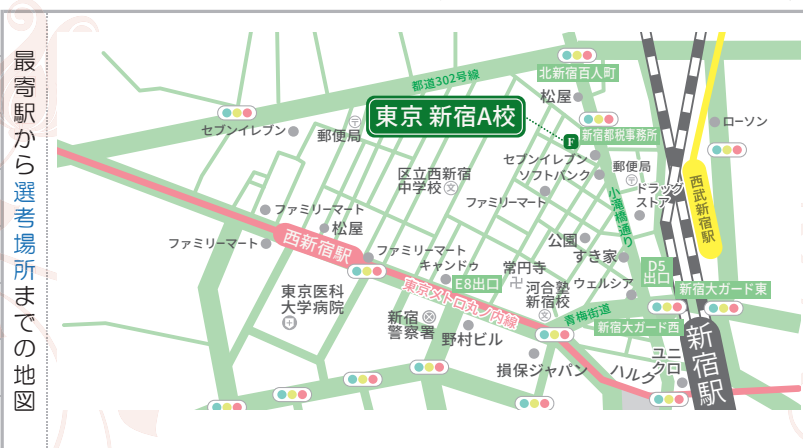 最寄駅から選考場所までの地図
都道302号線
北新宿百人町
松屋
東京 新宿A校
セブンイレブン
郵便局
〒
F
新宿都税事務所
ローソン
セブンイレブン
ソフトバンク
郵便局
〒
区立西新宿
中学校
文
ファミリーマート
ドラッグ
ストア
小滝橋通り
西武新宿駅
ファミリーマート
松屋
ファミリーマート
西新宿駅
ファミリーマート
公園
すき家
キャンドゥ
E8出口
常円寺
卍
D5
出口
ウェルシア
新宿大ガード東
東京医科
大学病院
東京メトロ丸ノ内線
河合塾
新宿校
文
青梅街道
新宿大ガード西
新宿
警察署
野村ビル
損保ジャパン
ハルク
ユニ
クロ
新宿駅